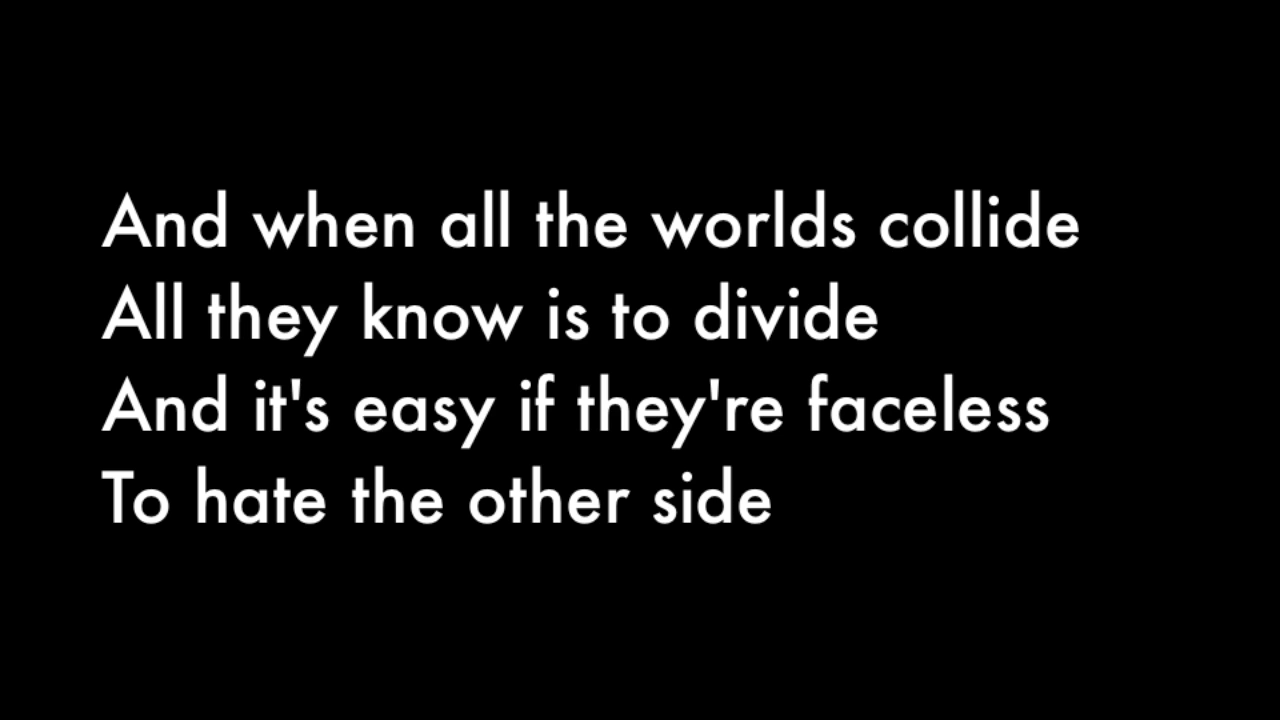 And when all the worlds collide
All they know is to divide
And it's easy if they're faceless
To hate the other side